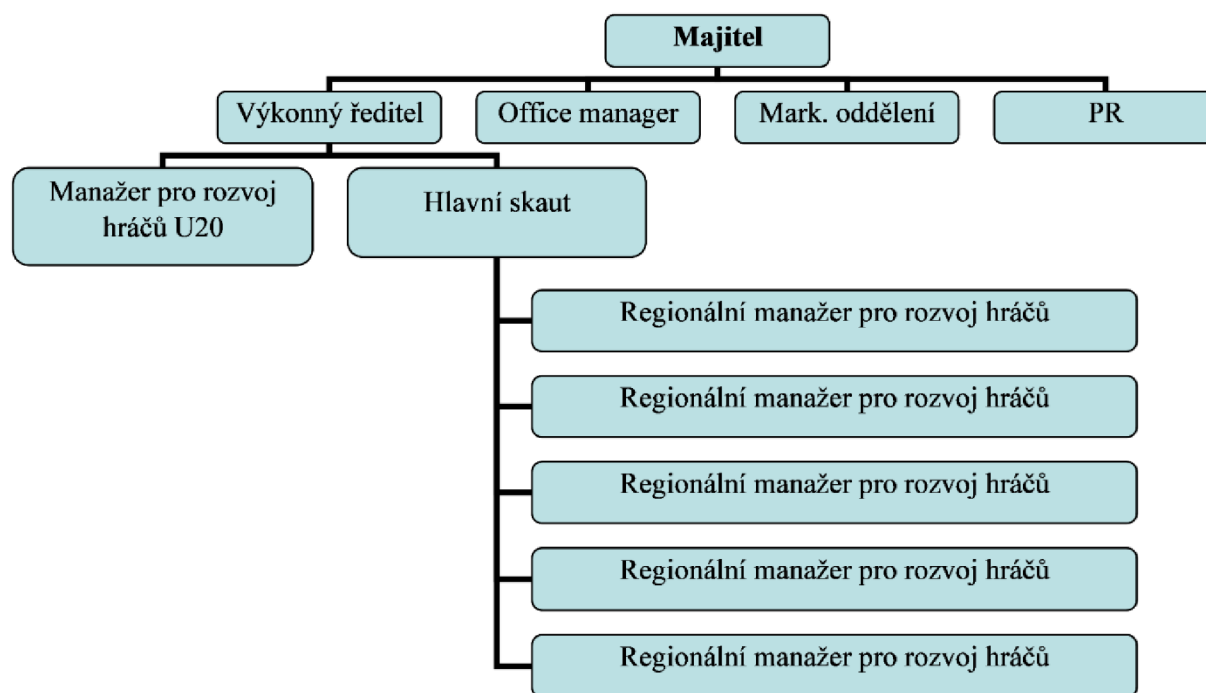 Majitel
Výkonný ředitel
Office manager
Mark. oddělení
PR
Manažer pro rozvoj
hráčů U20
Hlavní skaut
Regionální manažer pro rozvoj hráčů
Regionální manažer pro rozvoj hráčů
Regionální manažer pro rozvoj hráčů
Regionální manažer pro rozvoj hráčů
Regionální manažer pro rozvoj hráčů